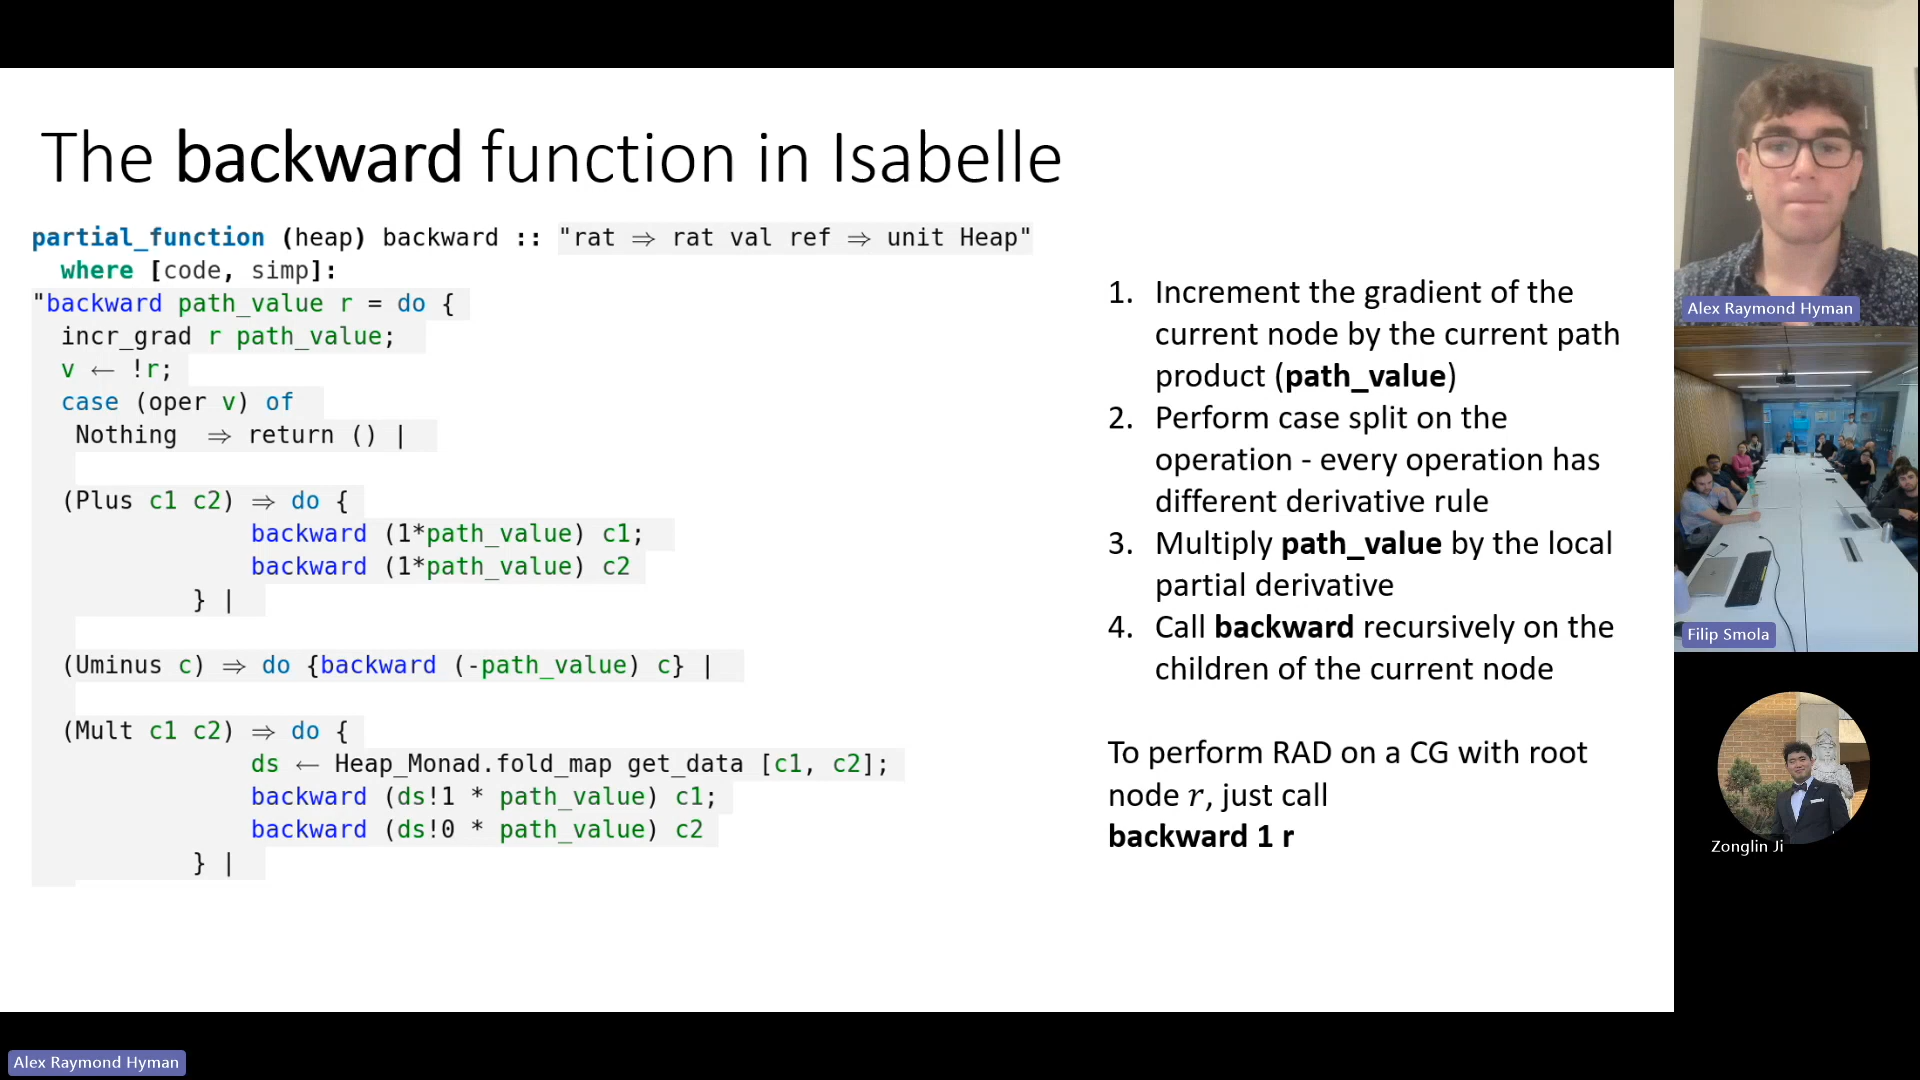 The backward function in Isabelle
partial_function (heap) backward :: "rat ⇒ rat val ref ⇒ unit Heap"
where [code, simp]:
"backward path_value r = do {
incr_grad r path_value;
v ← !r;
case (oper v) of
Nothing ⇒ return () |
(Plus c1 c2) ⇒ do {
backward (1*path_value) c1;
backward (1*path_value) c2
} |
(Uminus c) ⇒ do {backward (-path_value) c} |
(Mult c1 c2) ⇒ do {
ds ← Heap_Monad.fold_map get_data [c1, c2];
backward (ds!1 * path_value) c1;
backward (ds!0 * path_value) c2
} |
1. Increment the gradient of the
current node by the current path
product (path_value)
2. Perform case split on the
operation - every operation has
different derivative rule
3. Multiply path_value by the local
partial derivative
4. Call backward recursively on the
children of the current node
To perform RAD on a CG with root
node r, just call
backward 1 r
Alex Raymond Hyman
Filip Smola
Zonglin Ji
Alex Raymond Hyman